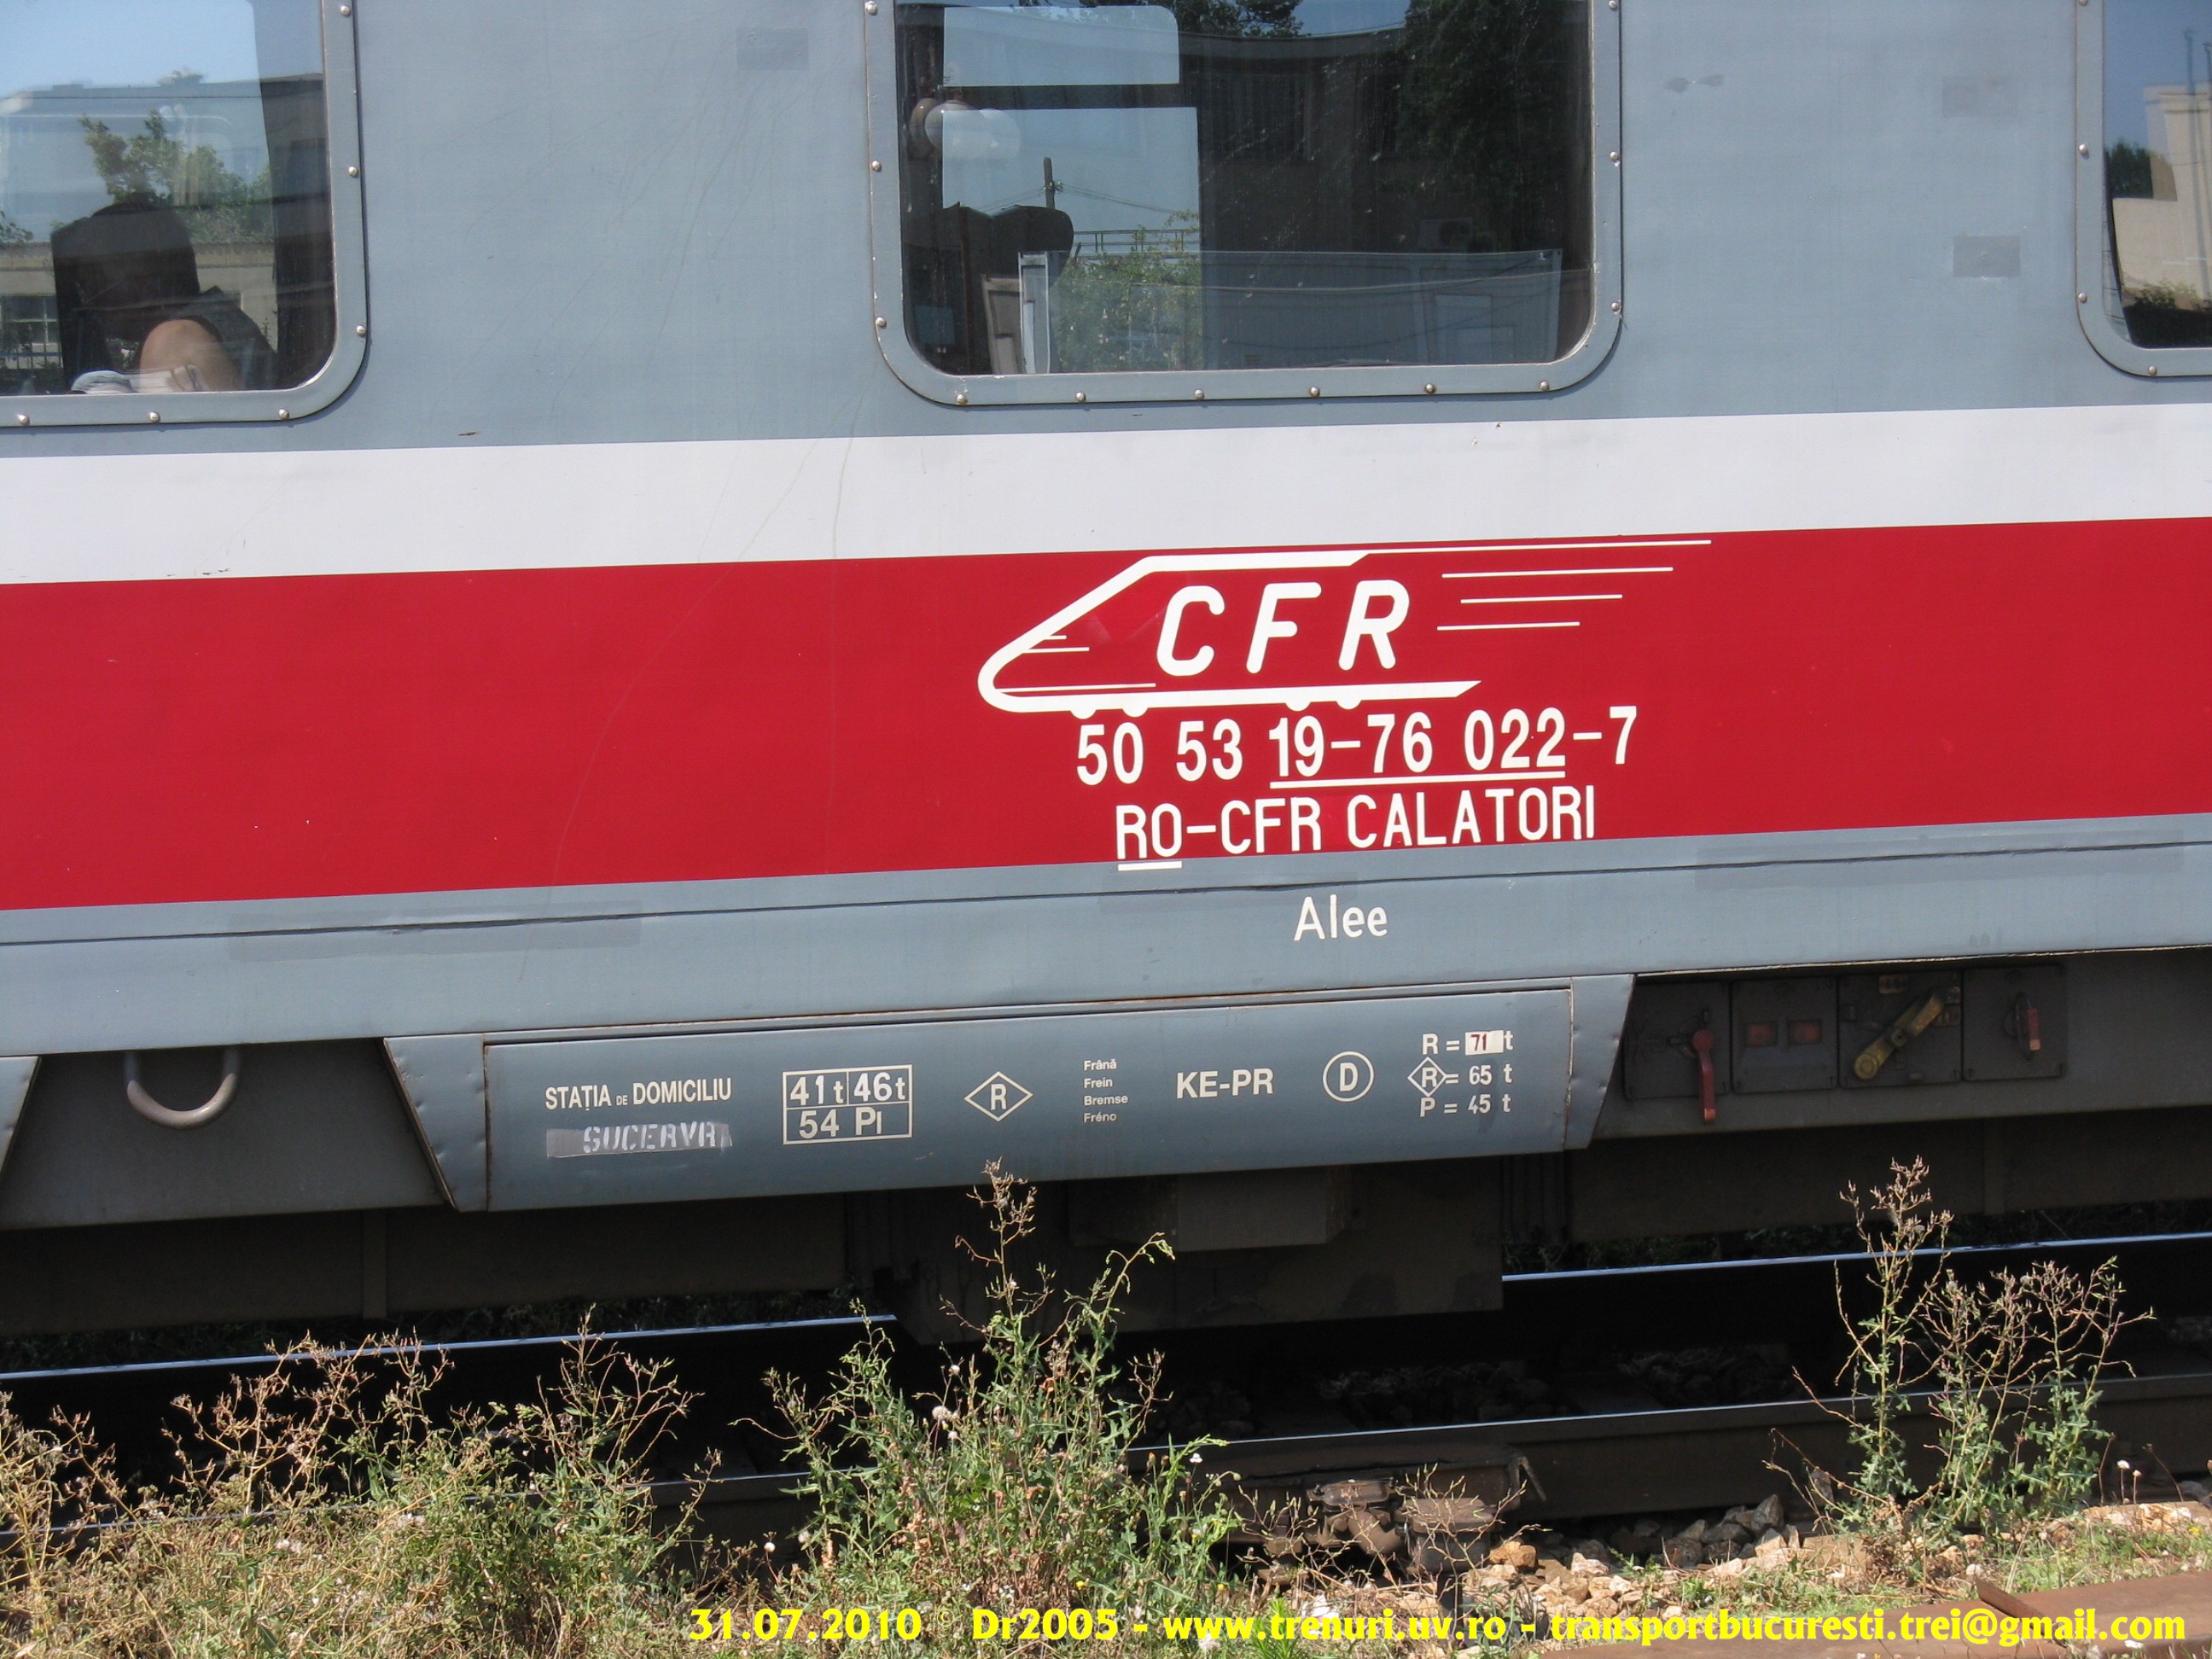 CFR
50 53 19-76 022-7
RO-CFR CALATORI
Alee
STAȚIA DE DOMICILIU
SUCEAVA
41t 46t
54 Pl
R
Frână
Frein
Bremse
Fréno
KE-PR
D
R = 71 t
R = 65 t
P = 45 t
31.07.2010 © Dr2005 - www.trenuri.uv.ro - transportbucuresti.trei@gmail.com